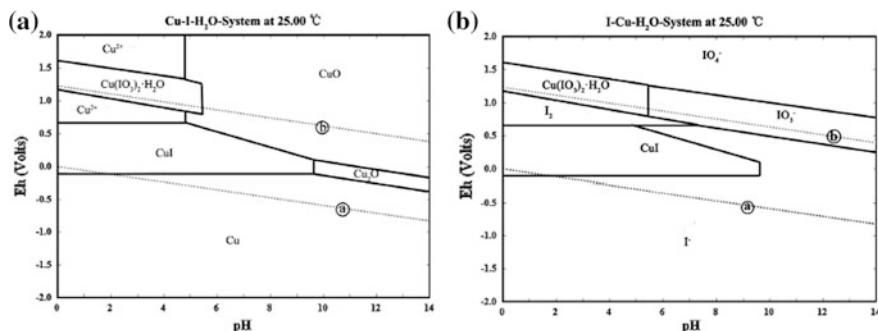 (a)
Cu-I-H₂O-System at 25.00 ℃
Eh (Volts)
2.0
1.5
1.0
0.5
0.0
-0.5
-1.0
-1.5
-2.0
Cu²⁺
Cu(IO₃)₂·H₂O
Cu²⁺
CuO
b
CuI
Cu₂O
a
Cu
0 2 4 6 8 10 12 14
pH
(b)
I-Cu-H₂O-System at 25.00 ℃
Eh (Volts)
2.0
1.5
1.0
0.5
0.0
-0.5
-1.0
-1.5
-2.0
IO₄⁻
Cu(IO₃)₂·H₂O
I₂
IO₃⁻
b
CuI
a
I⁻
0 2 4 6 8 10 12 14
pH